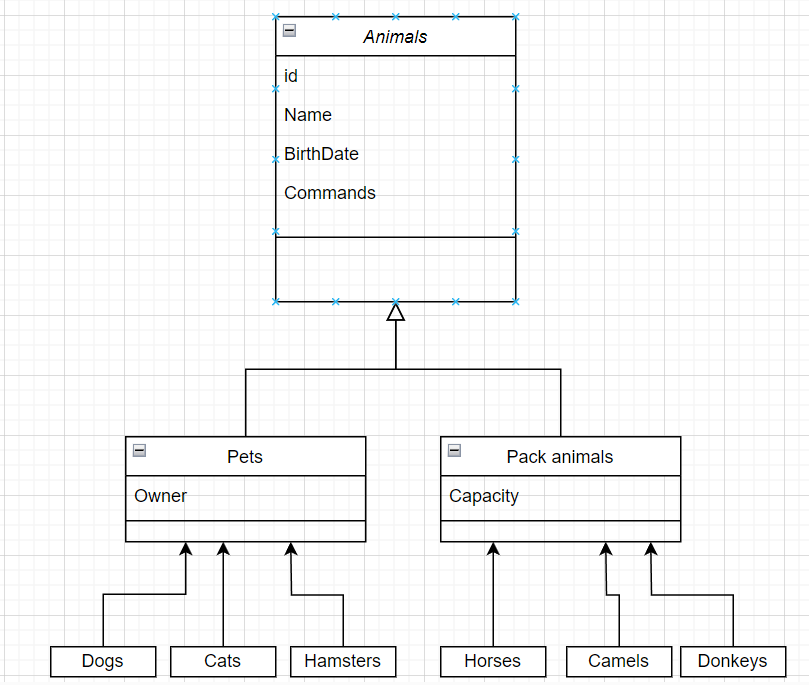 Animals
id
Name
BirthDate
Commands
Pets
Owner
Pack animals
Capacity
Dogs
Cats
Hamsters
Horses
Camels
Donkeys